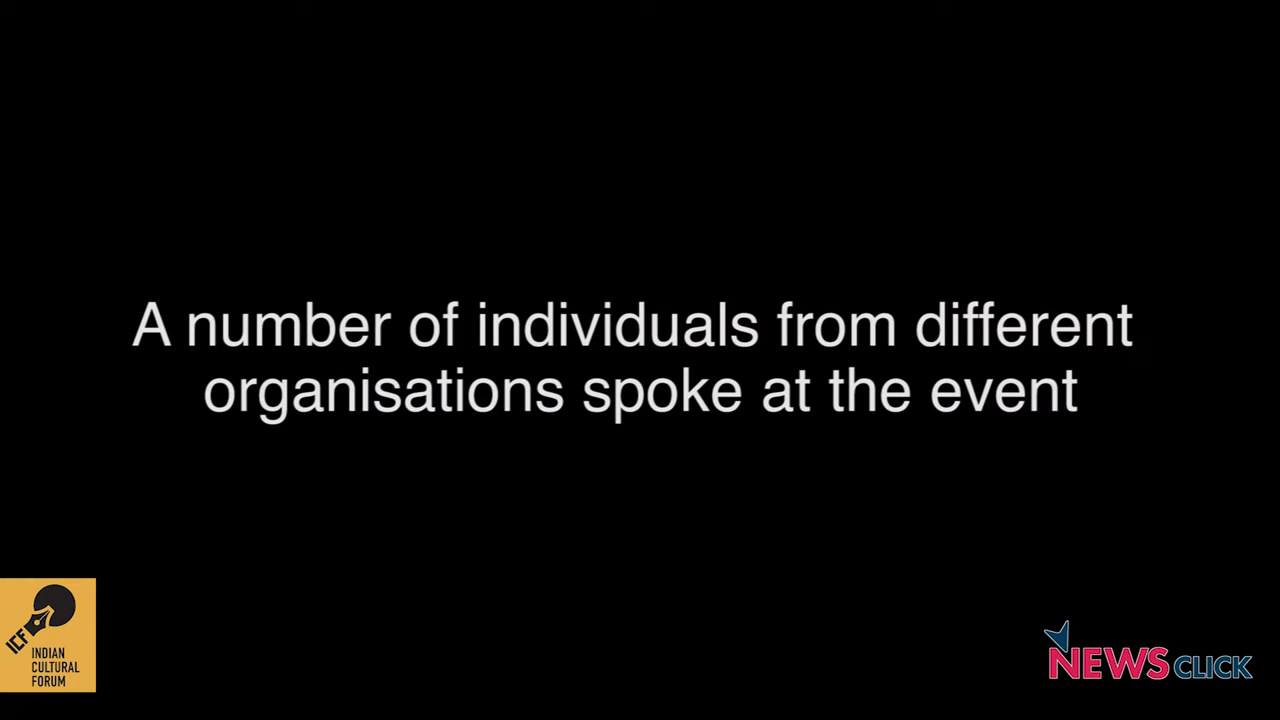 A number of individuals from different
organisations spoke at the event
ICF
INDIAN
CULTURAL
FORUM
NEWSCLICK